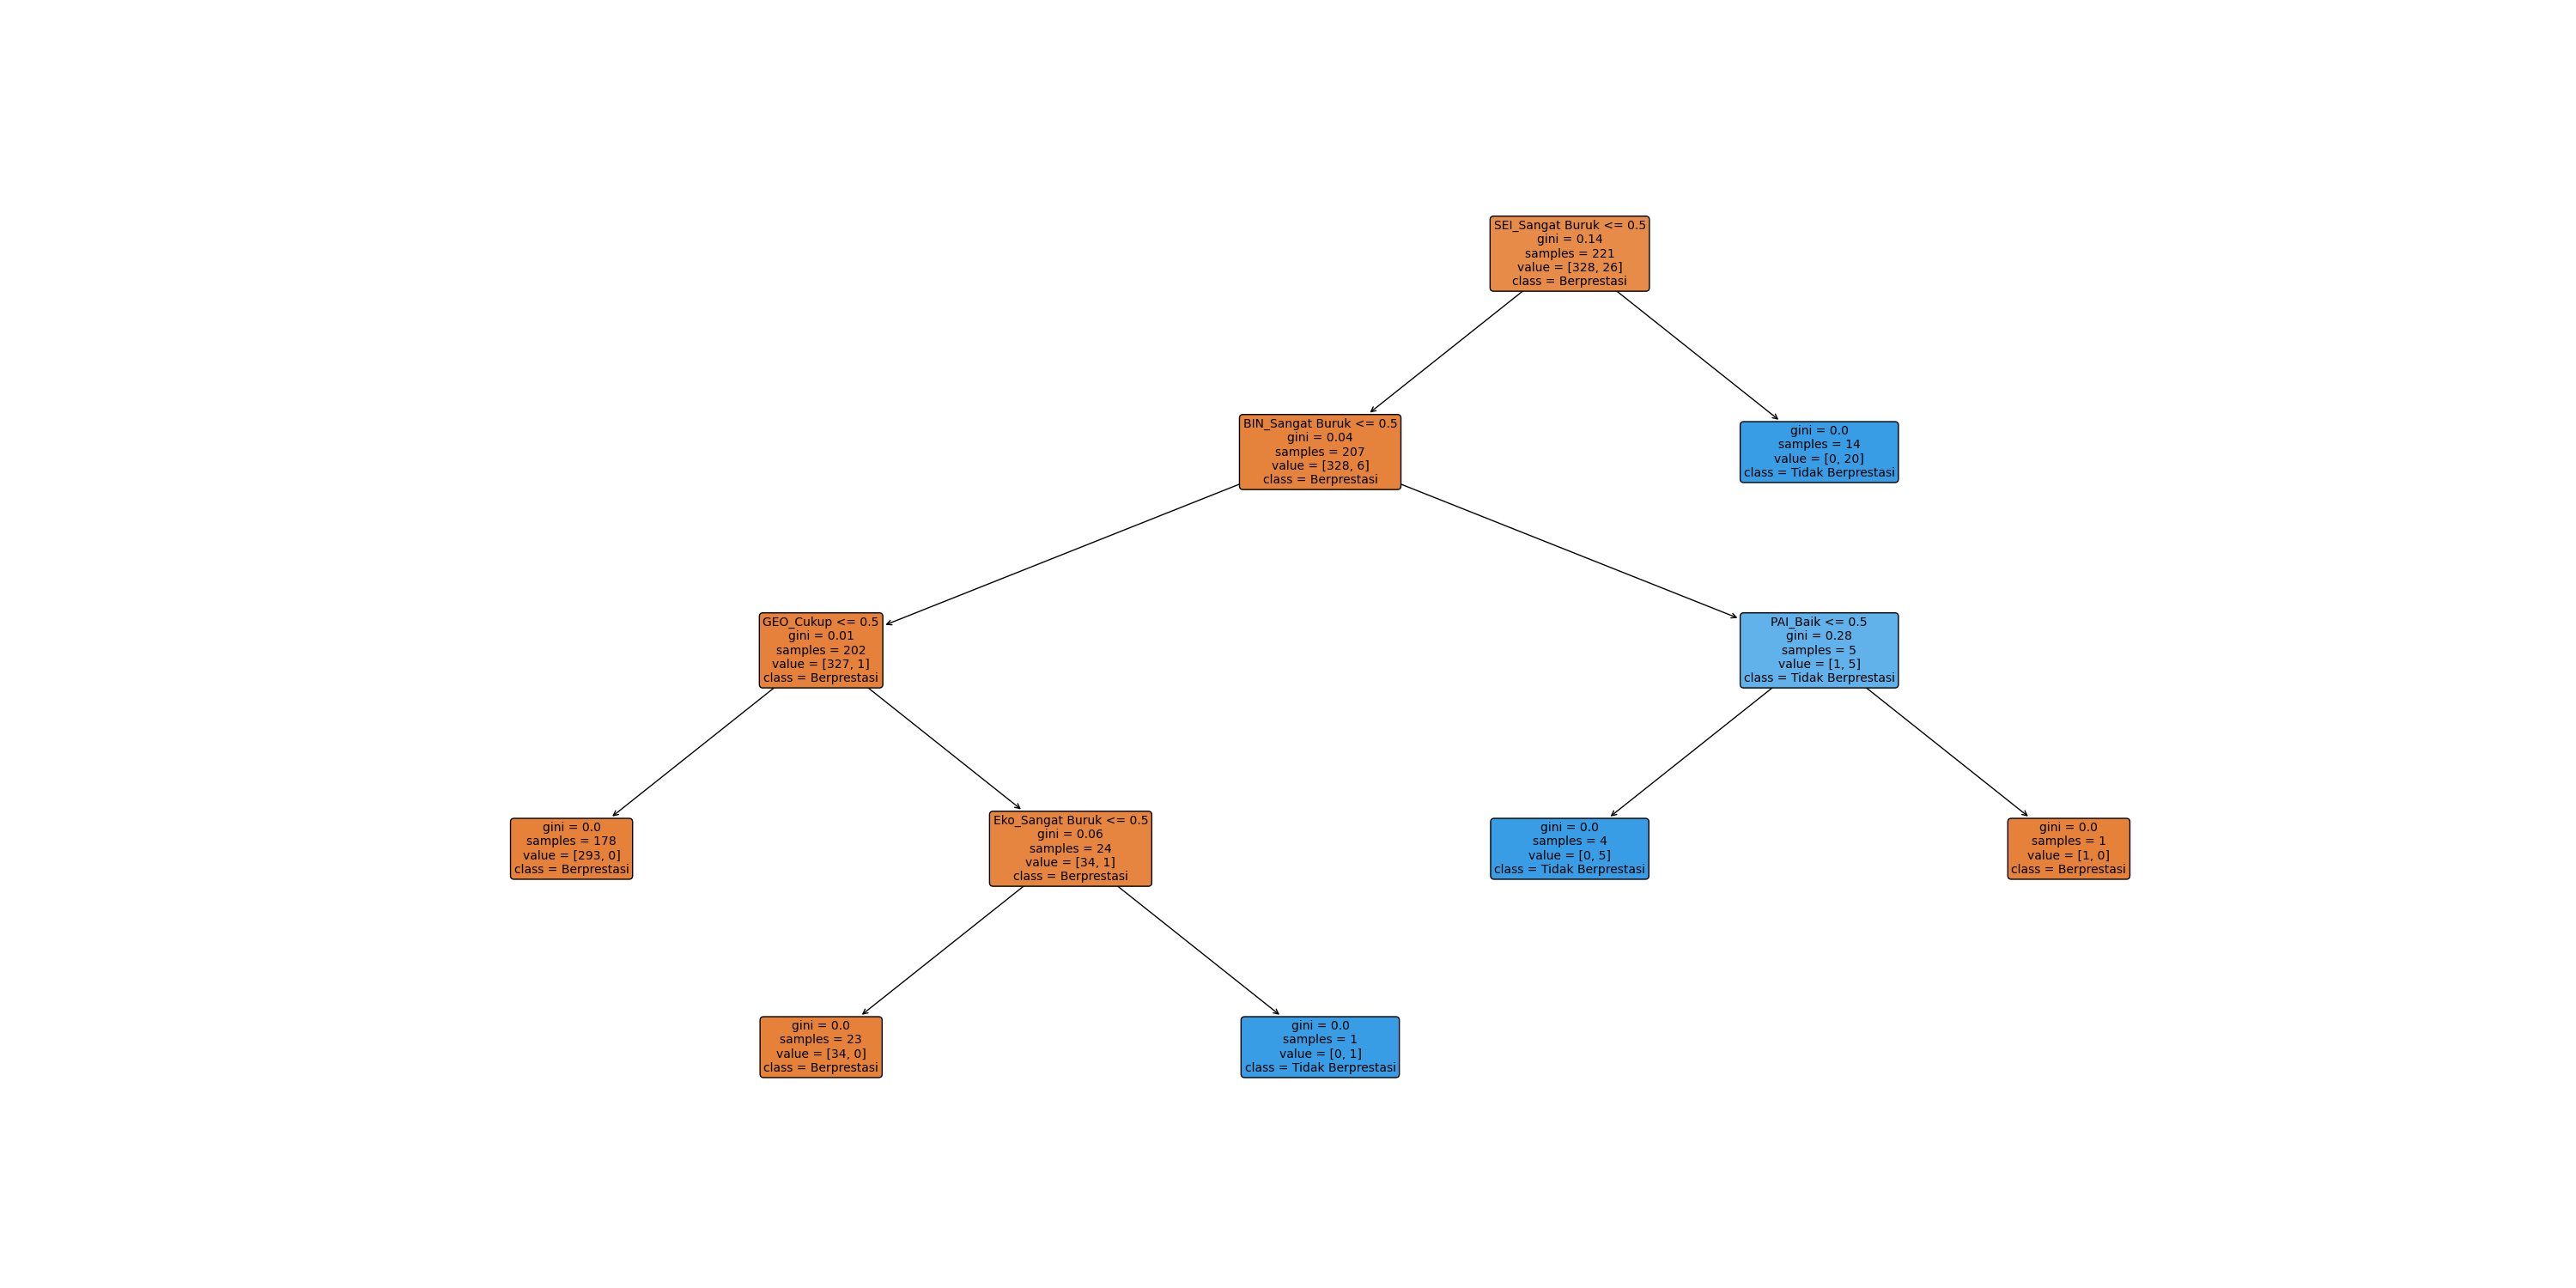 SEI_Sangat Buruk <= 0.5
gini = 0.14
samples = 221
value = [328, 26]
class = Berprestasi
BIN_Sangat Buruk <= 0.5
gini = 0.04
samples = 207
value = [328, 6]
class = Berprestasi
gini = 0.0
samples = 14
value = [0, 20]
class = Tidak Berprestasi
GEO_Cukup <= 0.5
gini = 0.01
samples = 202
value = [327, 1]
class = Berprestasi
PAI_Baik <= 0.5
gini = 0.28
samples = 5
value = [1, 5]
class = Tidak Berprestasi
gini = 0.0
samples = 178
value = [293, 0]
class = Berprestasi
Eko_Sangat Buruk <= 0.5
gini = 0.06
samples = 24
value = [34, 1]
class = Berprestasi
gini = 0.0
samples = 4
value = [0, 5]
class = Tidak Berprestasi
gini = 0.0
samples = 1
value = [1, 0]
class = Berprestasi
gini = 0.0
samples = 23
value = [34, 0]
class = Berprestasi
gini = 0.0
samples = 1
value = [0, 1]
class = Tidak Berprestasi